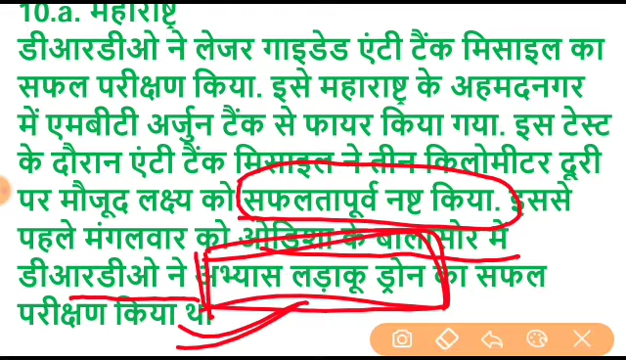 10.a. महाराष्ट्र
डीआरडीओ ने लेजर गाइडेड एंटी टैंक मिसाइल का
सफल परीक्षण किया. इसे महाराष्ट्र के अहमदनगर
में एमबीटी अर्जुन टैंक से फायर किया गया. इस टेस्ट
के दौरान एंटी टैंक मिसाइल ने तीन किलोमीटर दूरी
पर मौजूद लक्ष्य को सफलतापूर्व नष्ट किया. इससे
पहले मंगलवार को ओडिशा के बालासोर में
डीआरडीओ ने अभ्यास लड़ाकू ड्रोन का सफल
परीक्षण किया था